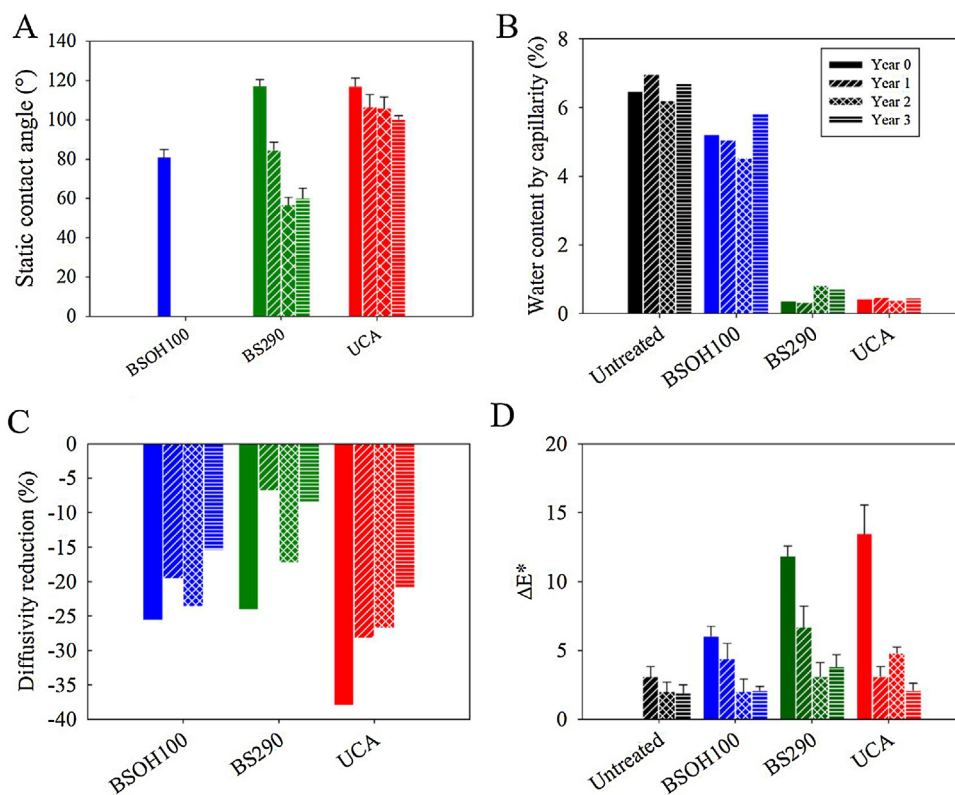 A
Static contact angle (°)
140
120
100
80
60
40
20
0
BSOH100
BS290
UCA
B
Water content by capillarity (%)
8
6
4
2
0
Year 0
Year 1
Year 2
Year 3
Untreated
BSOH100
BS290
UCA
C
Diffusivity reduction (%)
0
-5
-10
-15
-20
-25
-30
-35
-40
BSOH100
BS290
UCA
D
ΔE*
20
15
10
5
0
Untreated
BSOH100
BS290
UCA